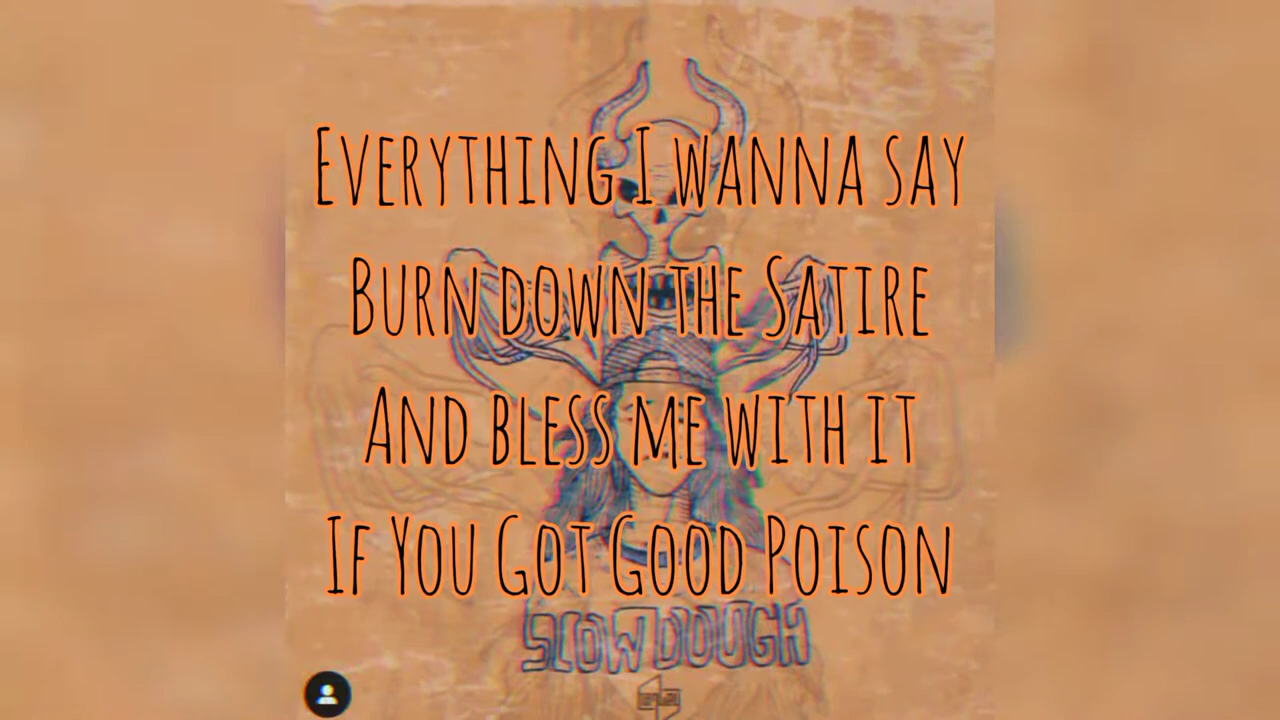 Everything I wanna say
Burn down the Satire
And bless me with it
If You Got Good Poison
SLOW DOUGH